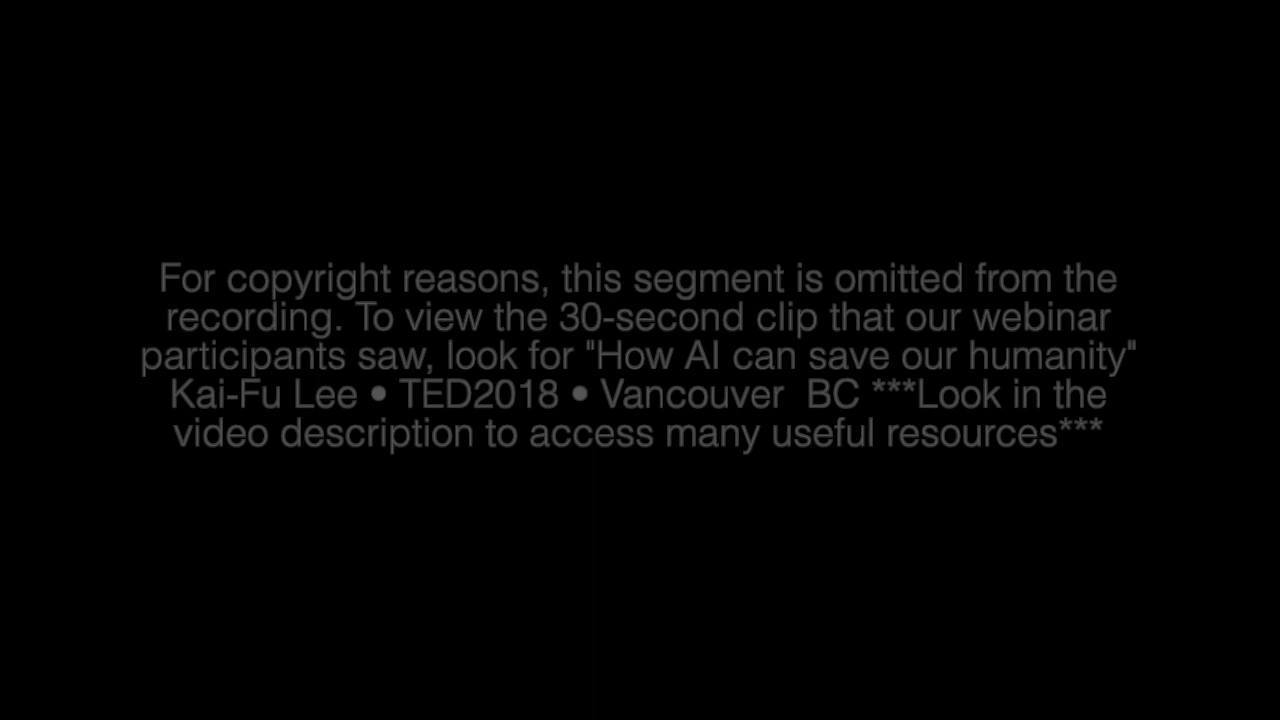 For copyright reasons, this segment is omitted from the
recording. To view the 30-second clip that our webinar
participants saw, look for "How AI can save our humanity"
Kai-Fu Lee • TED2018 • Vancouver  BC ***Look in the
video description to access many useful resources***